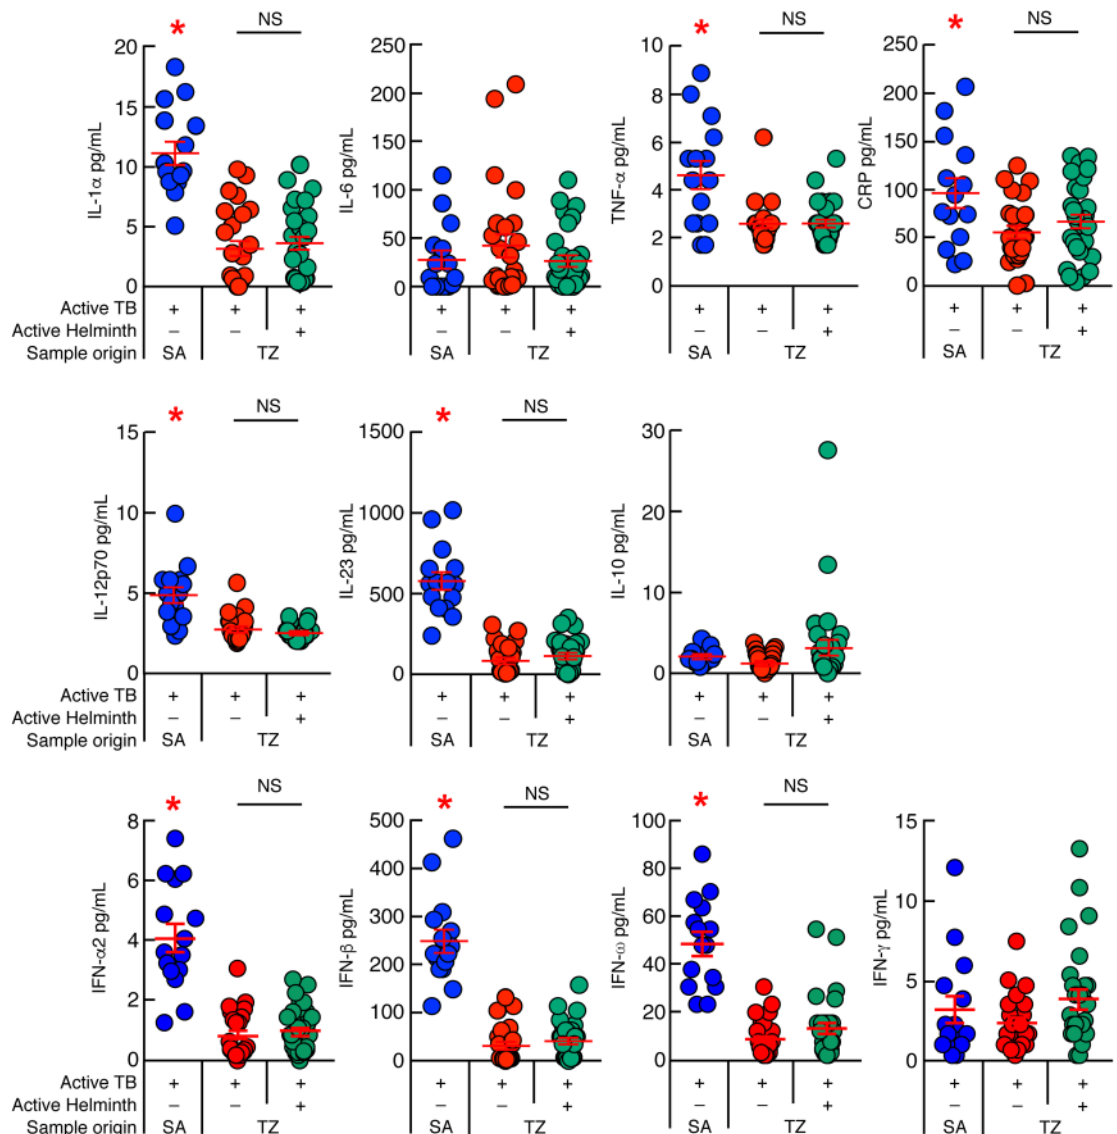 * NS * NS * NS
IL-1α pg/mL 20 15 10 5 0
IL-6 pg/mL 250 200 150 100 50 0
TNF-α pg/mL 10 8 6 4 2 0
CRP pg/mL 250 200 150 100 50 0
Active TB + + + + + + + + + + + +
Active Helminth − − + − − + − − + − − +
Sample origin SA TZ SA TZ SA TZ SA TZ
* NS * NS
IL-12p70 pg/mL 15 10 5 0
IL-23 pg/mL 1500 1000 500 0
IL-10 pg/mL 30 20 10 0
Active TB + + + + + + + + +
Active Helminth − − + − − + − − +
Sample origin SA TZ SA TZ SA TZ
* NS * NS * NS
IFN-α2 pg/mL 8 6 4 2 0
IFN-β pg/mL 500 400 300 200 100 0
IFN-ω pg/mL 100 80 60 40 20 0
IFN-γ pg/mL 15 10 5 0
Active TB + + + + + + + + + + + +
Active Helminth − − + − − + − − + − − +
Sample origin SA TZ SA TZ SA TZ SA TZ